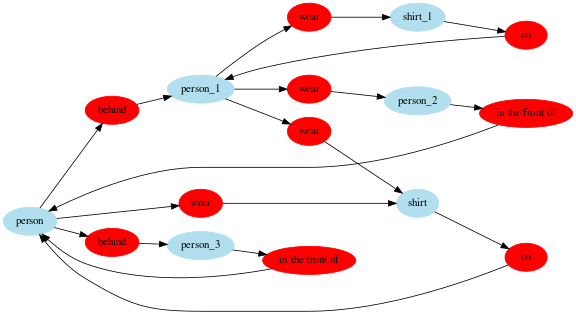 wear
shirt_1
on
person_1
wear
person_2
in the front of
behind
wear
person
wear
shirt
behind
person_3
in the front of
on